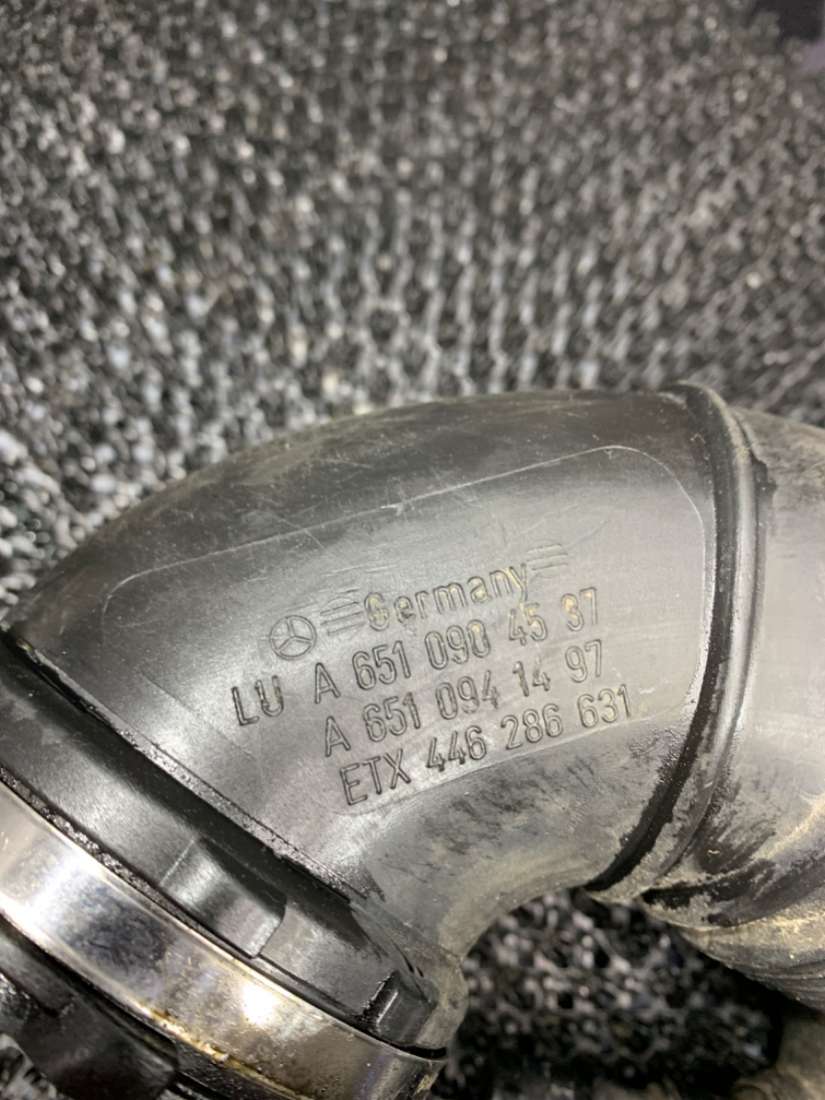 Germany
LU A 651 090 45 37
A 651 094 14 97
ETX 446 286 631